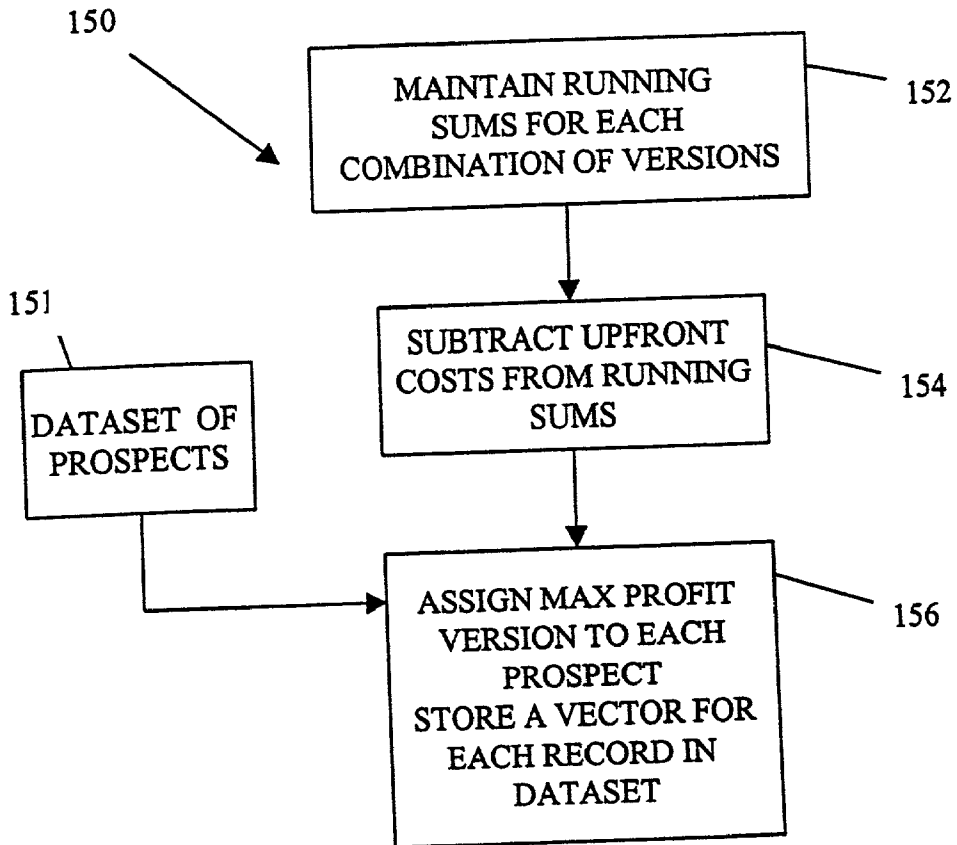 150
MAINTAIN RUNNING
SUMS FOR EACH
COMBINATION OF VERSIONS
152
SUBTRACT UPFRONT
COSTS FROM RUNNING
SUMS
154
151
DATASET OF
PROSPECTS
ASSIGN MAX PROFIT
VERSION TO EACH
PROSPECT
STORE A VECTOR FOR
EACH RECORD IN
DATASET
156